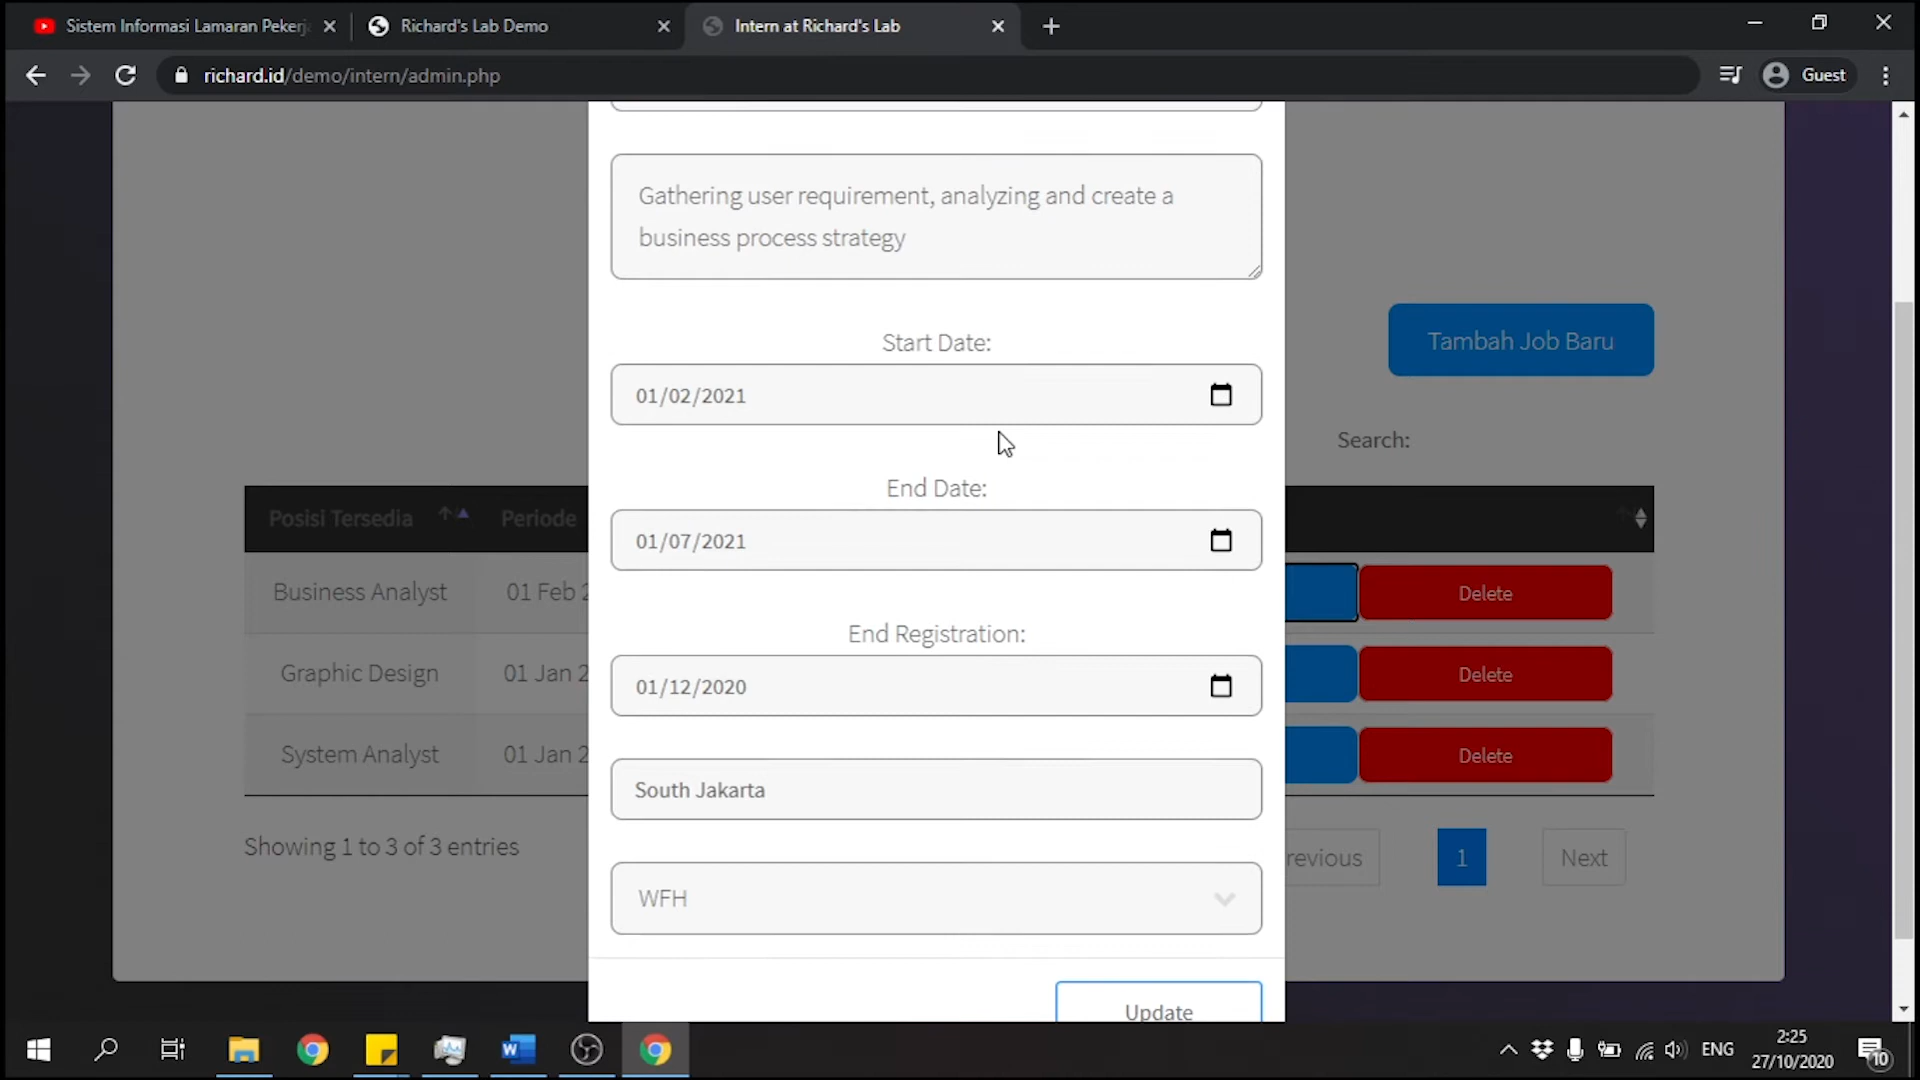 Sistem Informasi Lamaran Pekerj
Richard's Lab Demo
Intern at Richard's Lab
richard.id/demo/intern/admin.php
Guest
Gathering user requirement, analyzing and create a
business process strategy
Start Date:
01/02/2021
End Date:
01/07/2021
End Registration:
01/12/2020
South Jakarta
WFH
Update
Tambah Job Baru
Search:
Posisi Tersedia
Periode
Business Analyst
01 Feb 2
Delete
Graphic Design
01 Jan 2
Delete
System Analyst
01 Jan 2
Delete
Showing 1 to 3 of 3 entries
revious
1
Next
ENG
2:25
27/10/2020
10